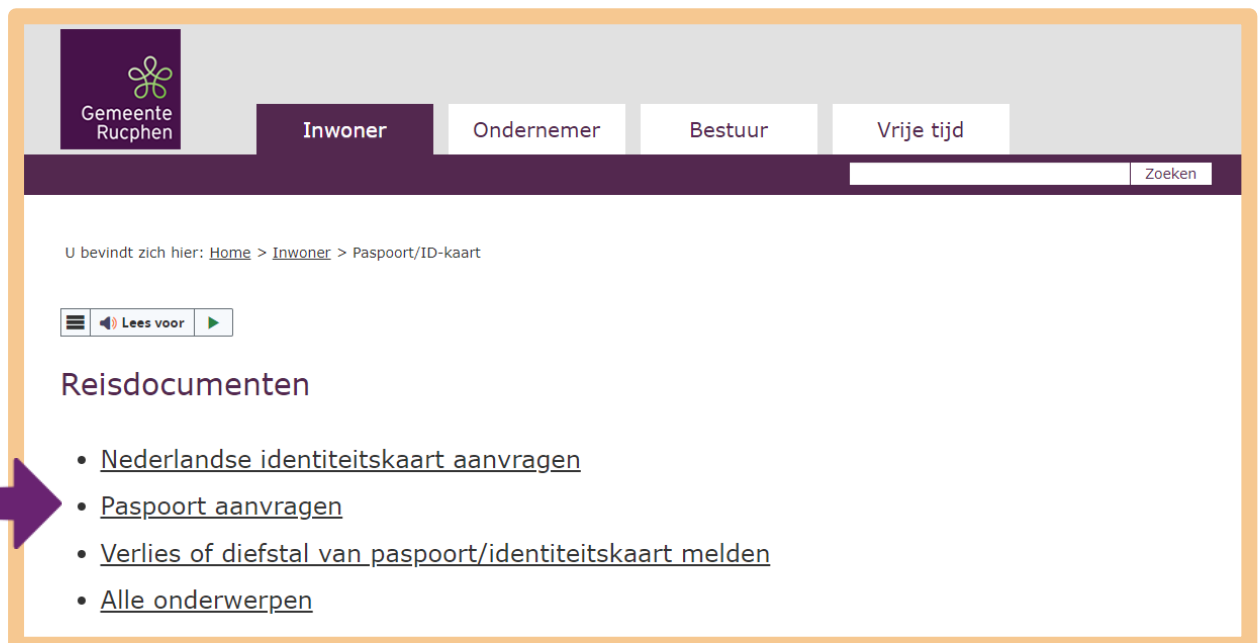 Gemeente
Rucphen
Inwoner
Ondernemer
Bestuur
Vrije tijd
Zoeken
U bevindt zich hier: Home > Inwoner > Paspoort/ID-kaart
Lees voor
Reisdocumenten
Nederlandse identiteitskaart aanvragen
Paspoort aanvragen
Verlies of diefstal van paspoort/identiteitskaart melden
Alle onderwerpen